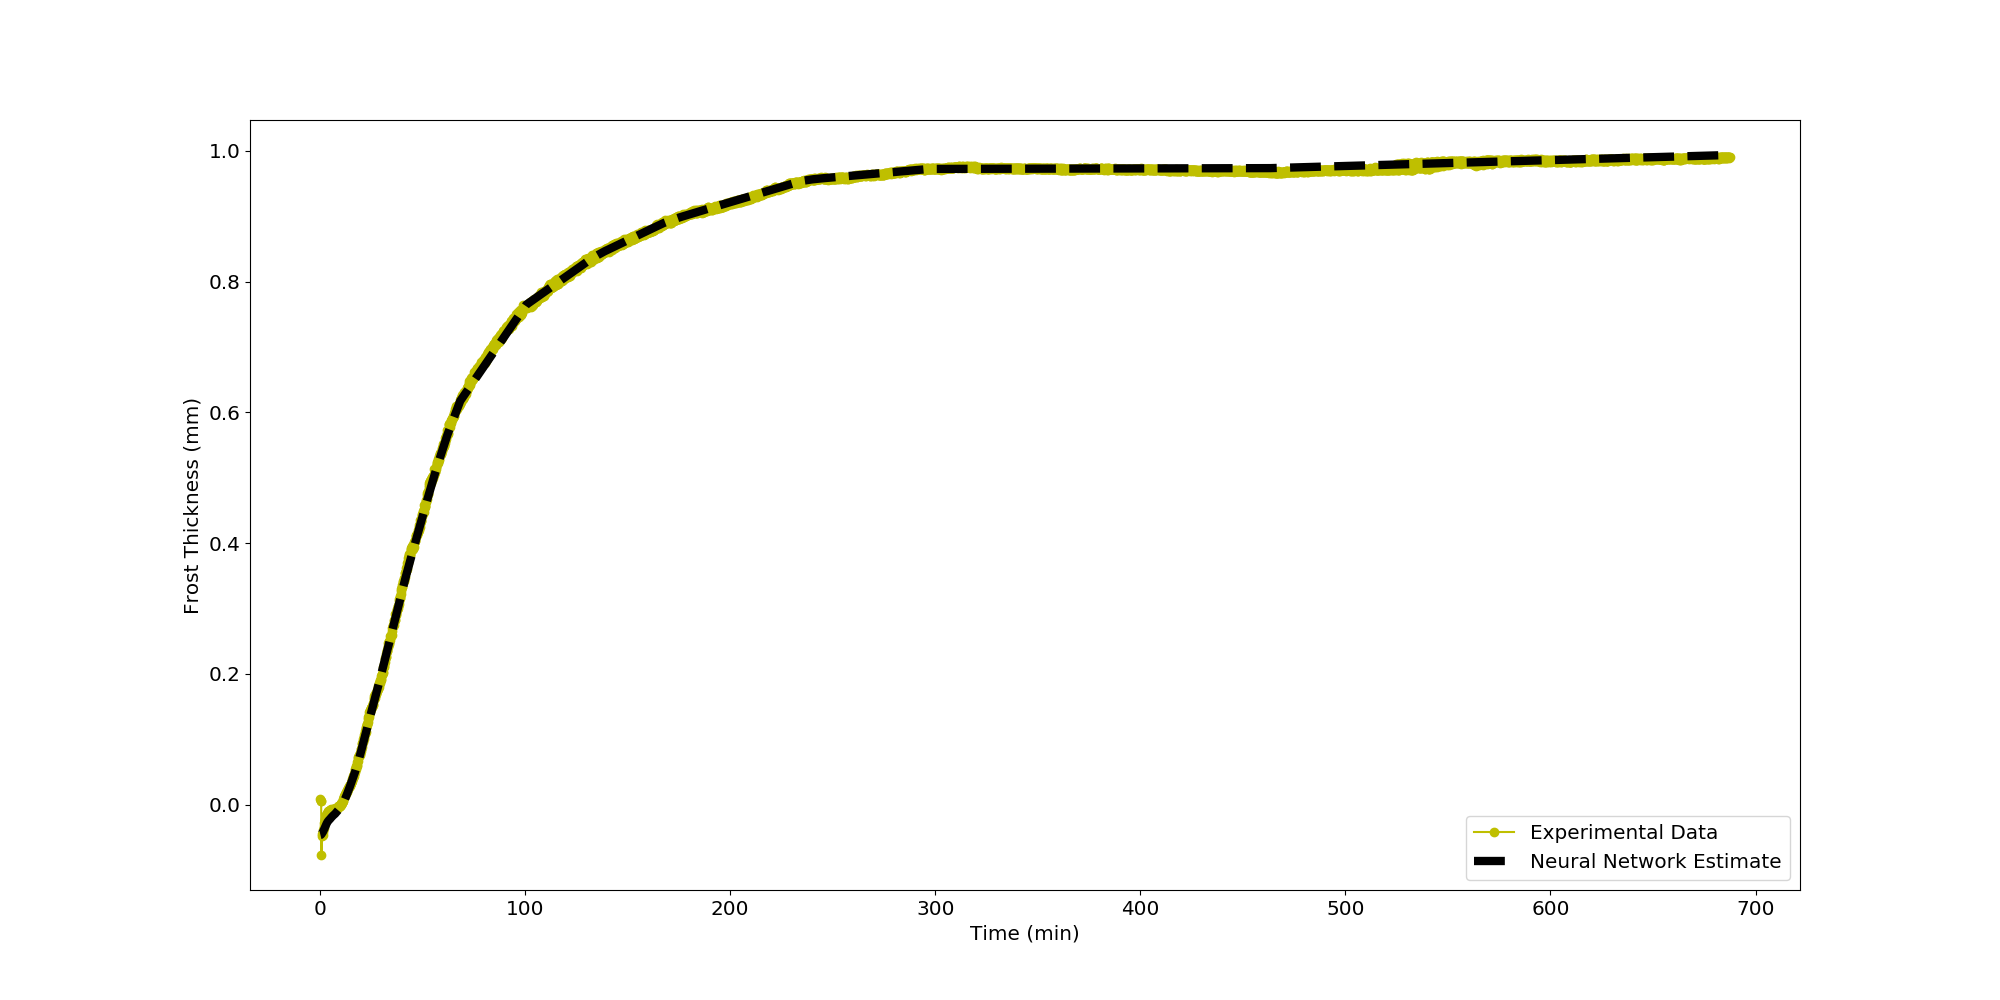 1.0
0.8
0.6
0.4
0.2
0.0
Frost Thickness (mm)
Experimental Data
Neural Network Estimate
0 100 200 300 400 500 600 700
Time (min)